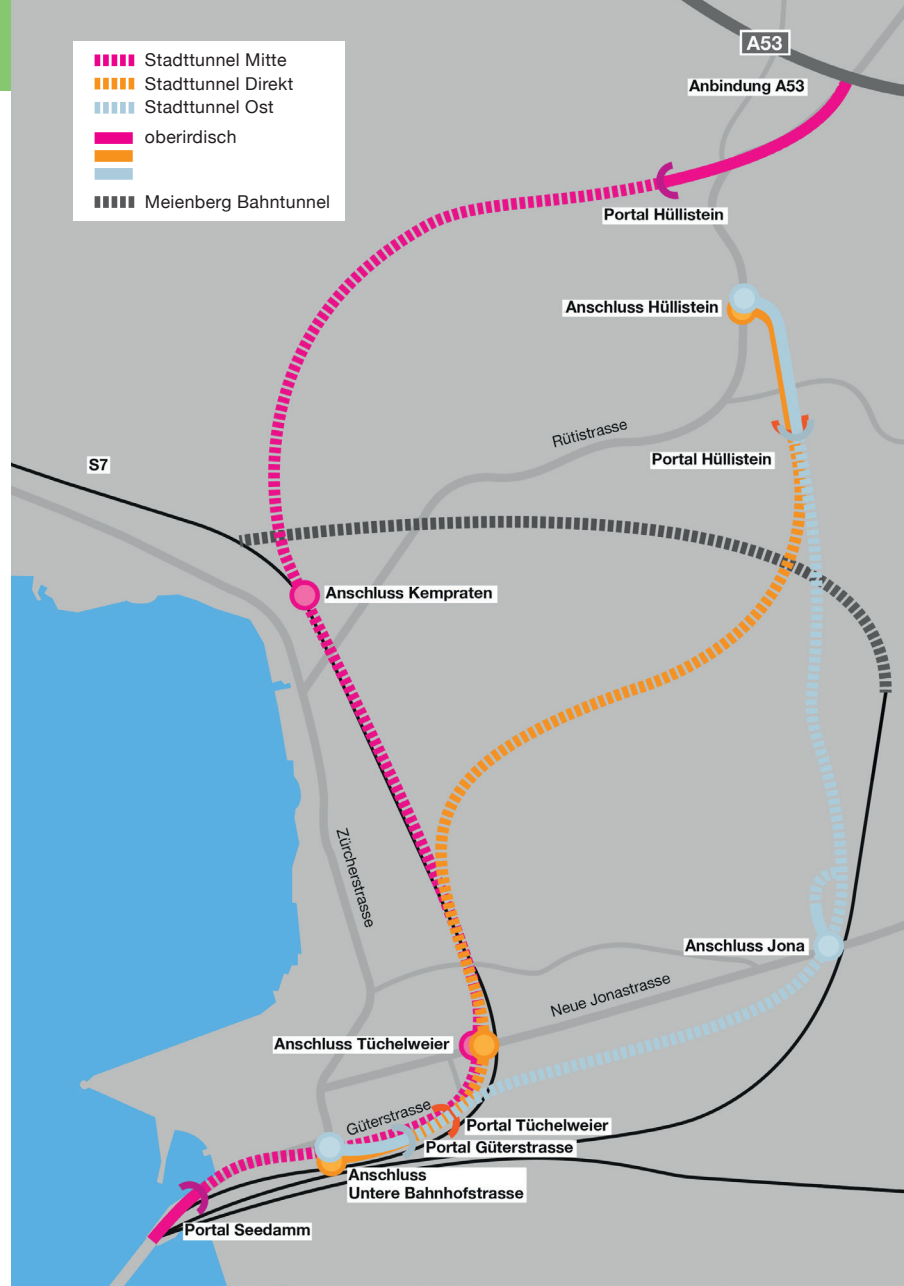 Stadttunnel Mitte
Stadttunnel Direkt
Stadttunnel Ost
oberirdisch
Meienberg Bahntunnel
A53
Anbindung A53
Portal Hüllistein
Anschluss Hüllistein
Rütistrasse
Portal Hüllistein
S7
Anschluss Kempraten
Zürcherstrasse
Anschluss Jona
Neue Jonastrasse
Anschluss Tüchelweier
Güterstrasse
Portal Tüchelweier
Portal Güterstrasse
Anschluss
Untere Bahnhofstrasse
Portal Seedamm